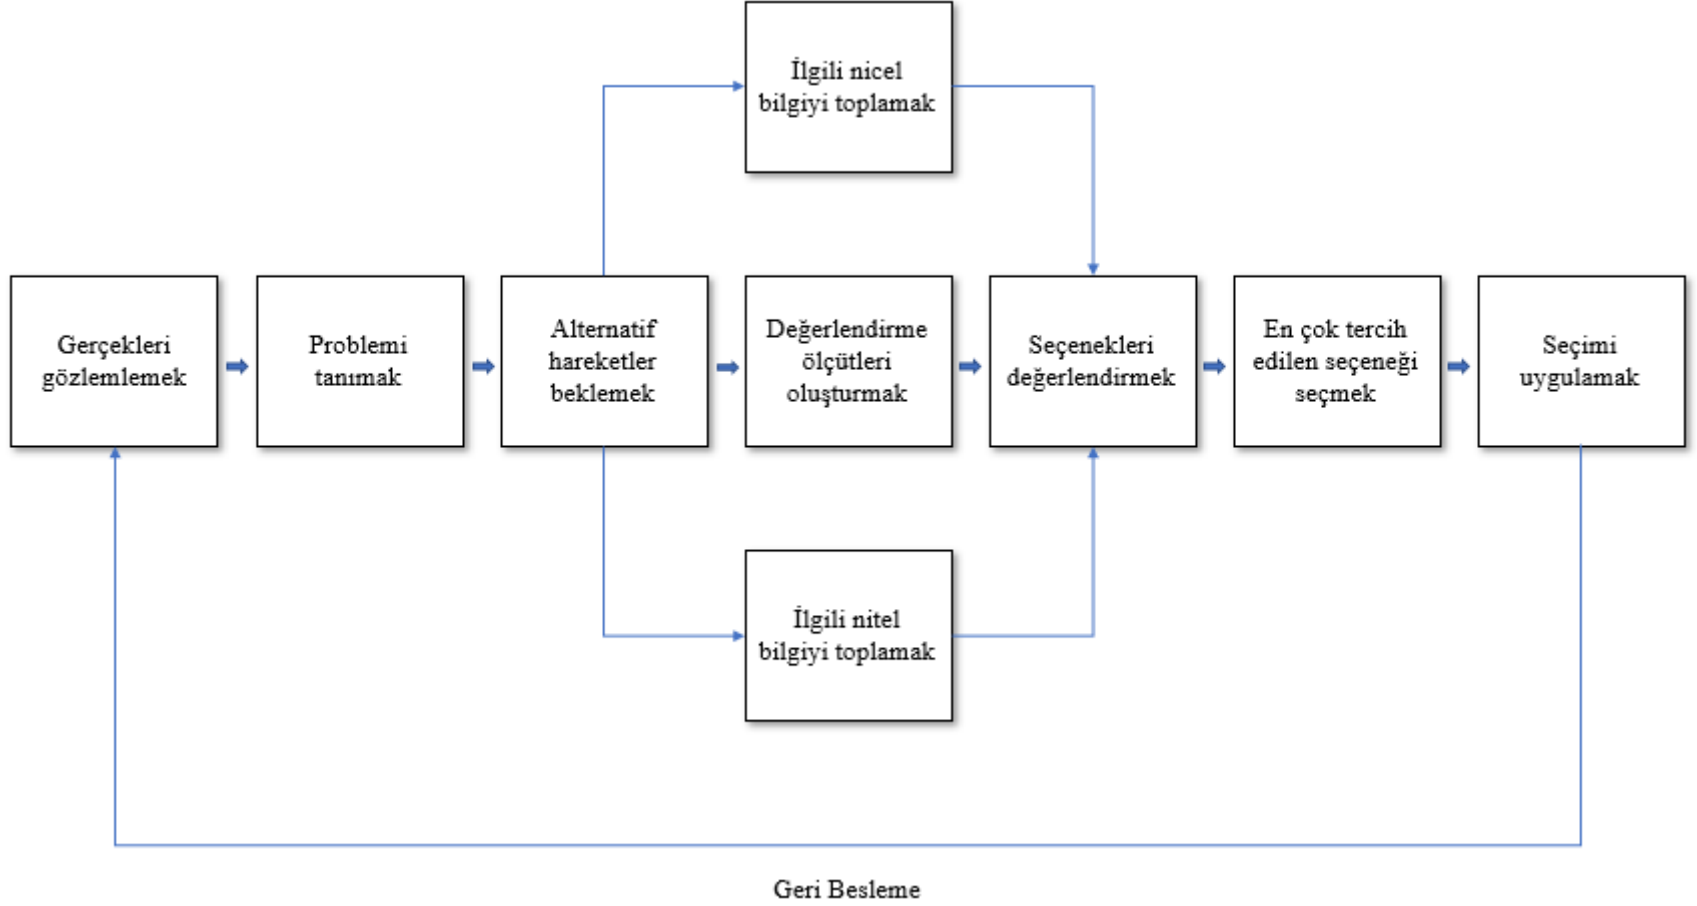 İlgili nicel
bilgiyi toplamak
Gerçekleri
gözlemlemek
Problemi
tanımak
Alternatif
hareketler
beklemek
Değerlendirme
ölçütleri
oluşturmak
Seçenekleri
değerlendirmek
En çok tercih
edilen seçeneği
seçmek
Seçimi
uygulamak
İlgili nitel
bilgiyi toplamak
Geri Besleme